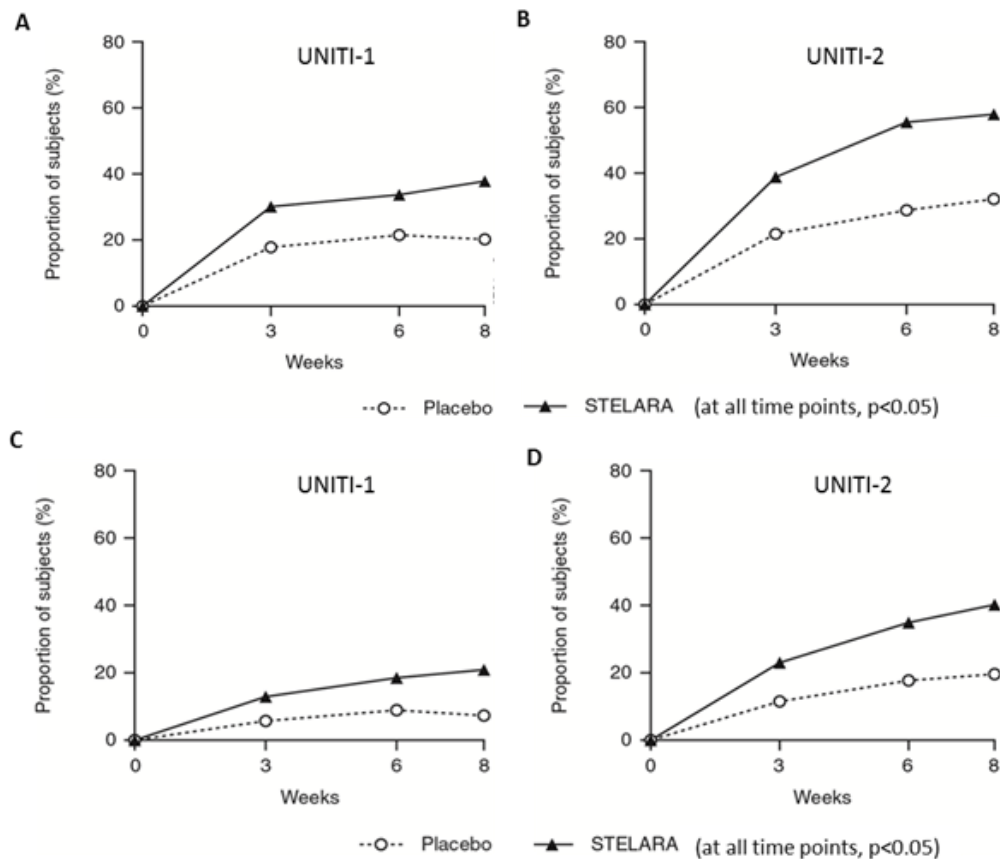 A
UNITI-1
Proportion of subjects (%)
80
60
40
20
0
0 3 6 8
Weeks
B
UNITI-2
Proportion of subjects (%)
80
60
40
20
0
0 3 6 8
Weeks
Placebo STELARA (at all time points, p<0.05)
C
UNITI-1
Proportion of subjects (%)
80
60
40
20
0
0 3 6 8
Weeks
D
UNITI-2
Proportion of subjects (%)
80
60
40
20
0
0 3 6 8
Weeks
Placebo STELARA (at all time points, p<0.05)